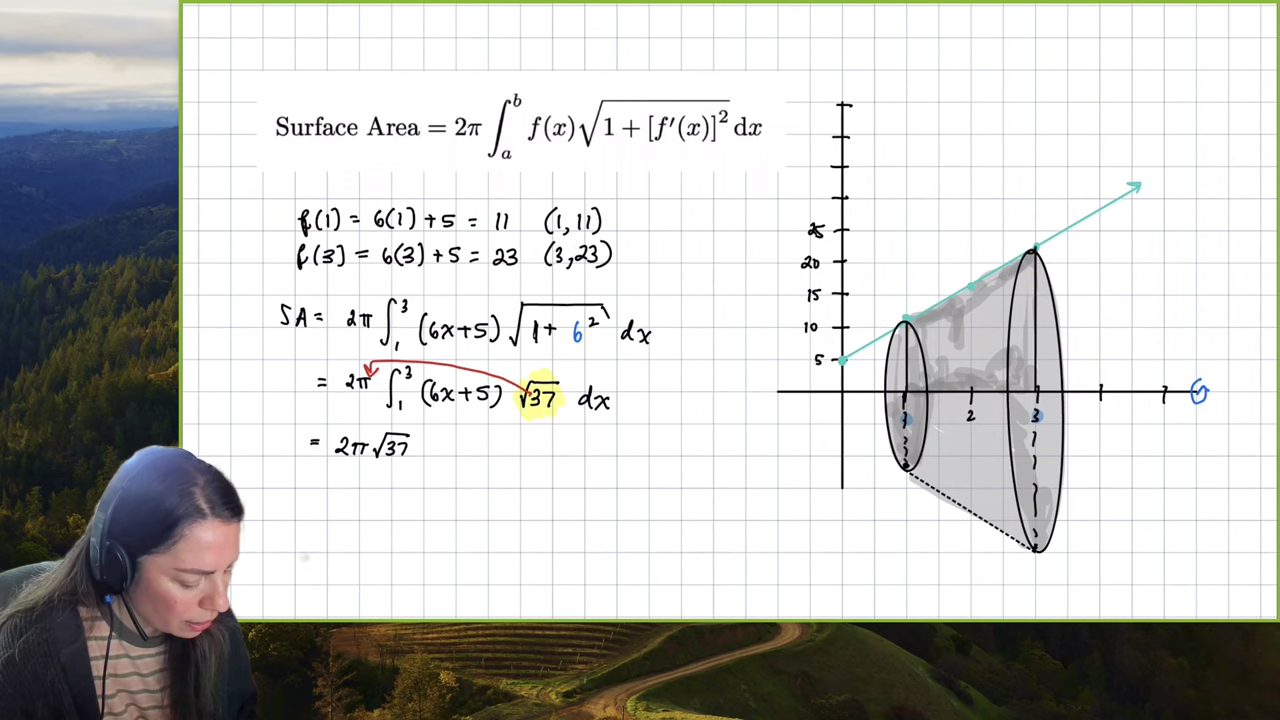 Surface Area = 2π ∫_a^b f(x)√(1 + [f′(x)]²) dx
f(1) = 6(1) + 5 = 11 (1, 11)
f(3) = 6(3) + 5 = 23 (3, 23)
SA = 2π ∫_1^3 (6x+5) √(1 + 6²) dx
= 2π ∫_1^3 (6x+5) √37 dx
= 2π √37
25
20
15
10
5
1 2 3